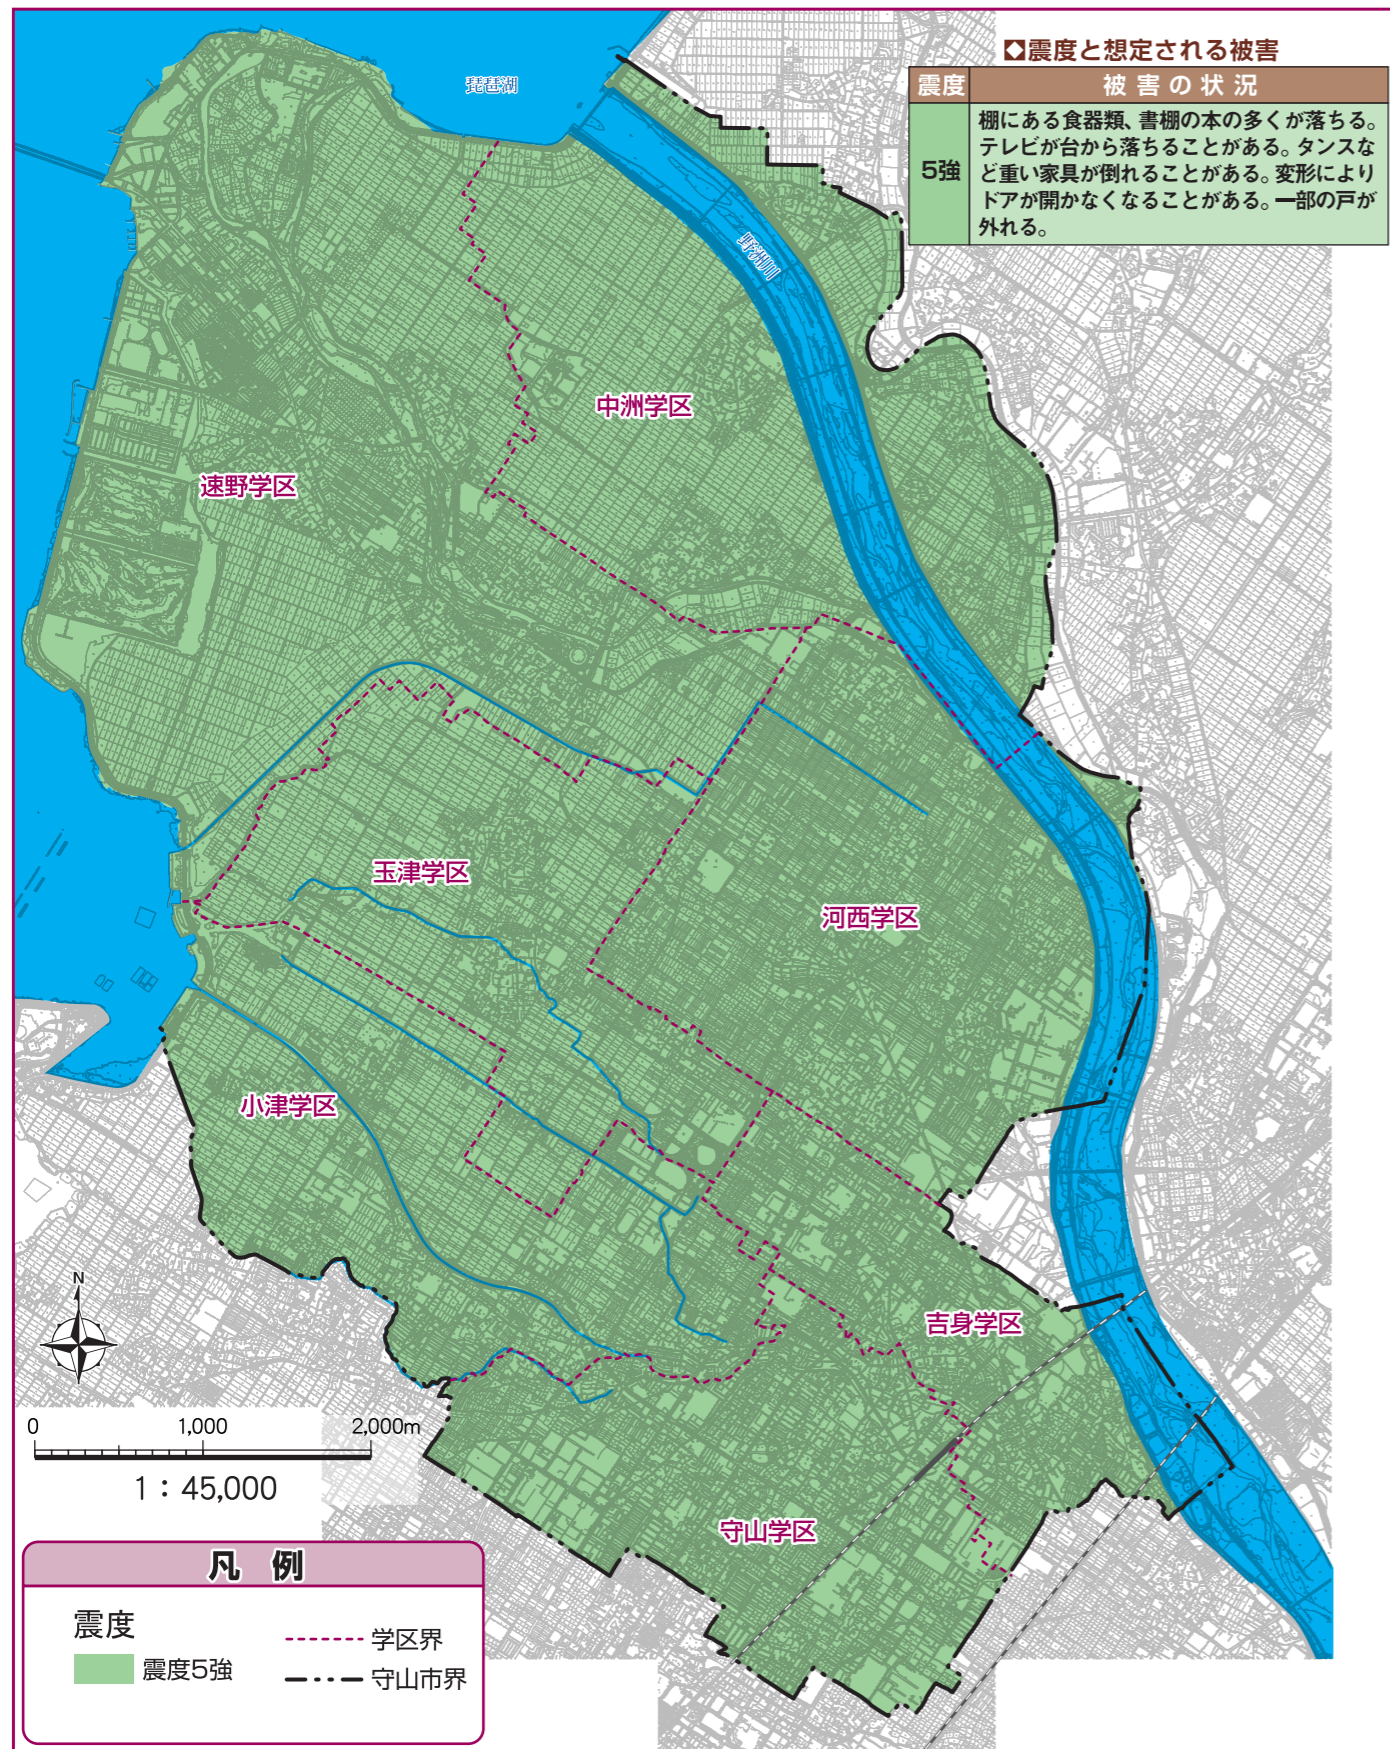 ◇震度と想定される被害
震度 被害の状況
5強
棚にある食器類、書棚の本の多くが落ちる。
テレビが台から落ちることがある。タンスな
ど重い家具が倒れることがある。変形により
ドアが開かなくなることがある。一部の戸が
外れる。
琵琶湖
野洲川
中洲学区
速野学区
玉津学区
河西学区
小津学区
吉身学区
守山学区
N
0 1,000 2,000m
1：45,000
凡 例
震度
震度5強
学区界
守山市界